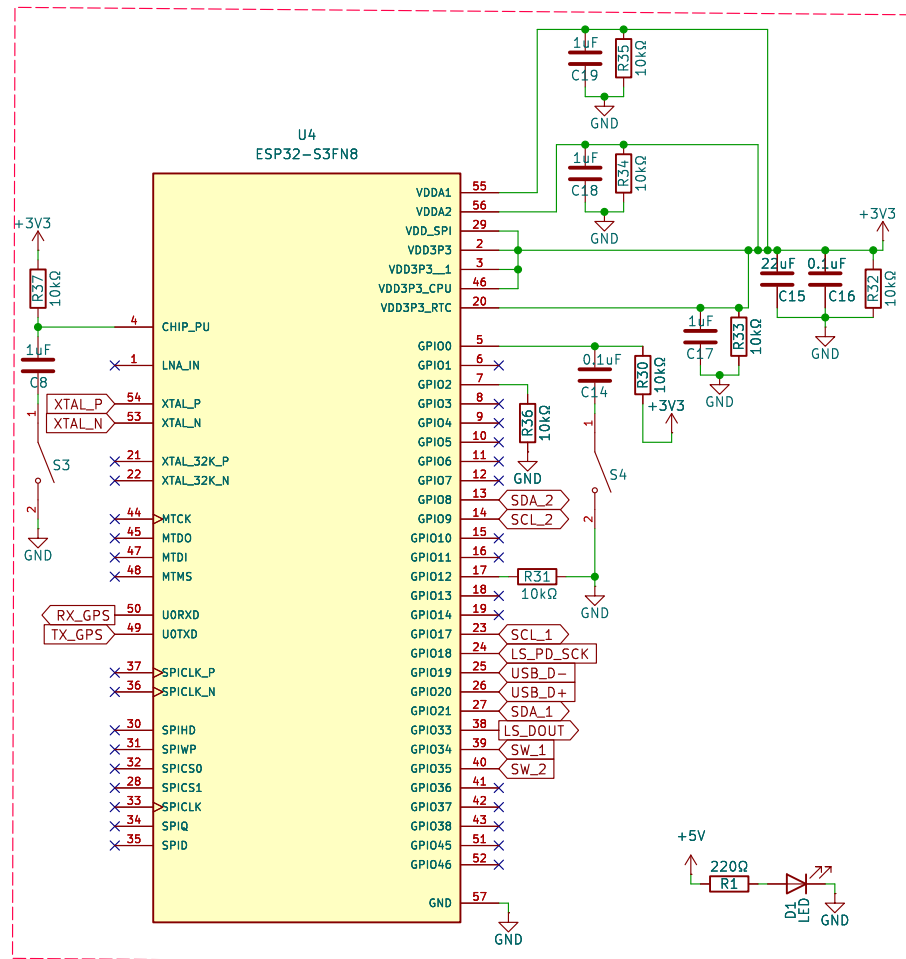 1uF
C19
R35
10kΩ
GND
U4
ESP32-S3FN8
1uF
C18
R34
10kΩ
GND
+3V3
R37
10kΩ
1uF
C8
1
S3
2
GND
4 CHIP_PU
1 LNA_IN
XTAL_P 54 XTAL_P
XTAL_N 53 XTAL_N
21 XTAL_32K_P
22 XTAL_32K_N
44 MTCK
45 MTDO
47 MTDI
48 MTMS
RX_GPS 50 U0RXD
TX_GPS 49 U0TXD
37 SPICLK_P
36 SPICLK_N
30 SPIHD
31 SPIWP
32 SPICS0
28 SPICS1
33 SPICLK
34 SPIQ
35 SPID
VDDA1 55
VDDA2 56
VDD_SPI 29
VDD3P3 2
VDD3P3__1 3
VDD3P3_CPU 46
VDD3P3_RTC 20
GPIO0 5
GPIO1 6
GPIO2 7
GPIO3 8
GPIO4 9
GPIO5 10
GPIO6 11
GPIO7 12
GPIO8 13 SDA_2
GPIO9 14 SCL_2
GPIO10 15
GPIO11 16
GPIO12 17
GPIO13 18
GPIO14 19
GPIO17 23 SCL_1
GPIO18 24 LS_PD_SCK
GPIO19 25 USB_D-
GPIO20 26 USB_D+
GPIO21 27 SDA_1
GPIO33 38 LS_DOUT
GPIO34 39 SW_1
GPIO35 40 SW_2
GPIO36 41
GPIO37 42
GPIO38 43
GPIO45 51
GPIO46 52
GND 57
GND
+3V3
22uF
C15
0.1uF
C16
R32
10kΩ
GND
1uF
C17
R33
10kΩ
GND
0.1uF
C14
R30
10kΩ
+3V3
R36
10kΩ
GND
1
S4
2
R31
10kΩ
GND
+5V
220Ω
R1
D1
LED
GND